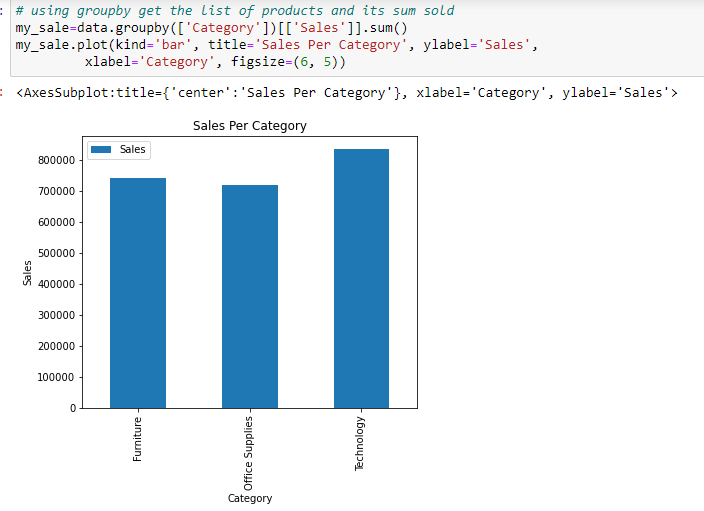 : # using groupby get the list of products and its sum sold
my_sale=data.groupby(['Category'])[['Sales']].sum()
my_sale.plot(kind='bar', title='Sales Per Category', ylabel='Sales',
xlabel='Category', figsize=(6, 5))
: <AxesSubplot:title={'center':'Sales Per Category'}, xlabel='Category', ylabel='Sales'>
Sales Per Category
Sales
800000
700000
600000
500000
400000
300000
200000
100000
0
Sales
Furniture
Office Supplies
Technology
Category